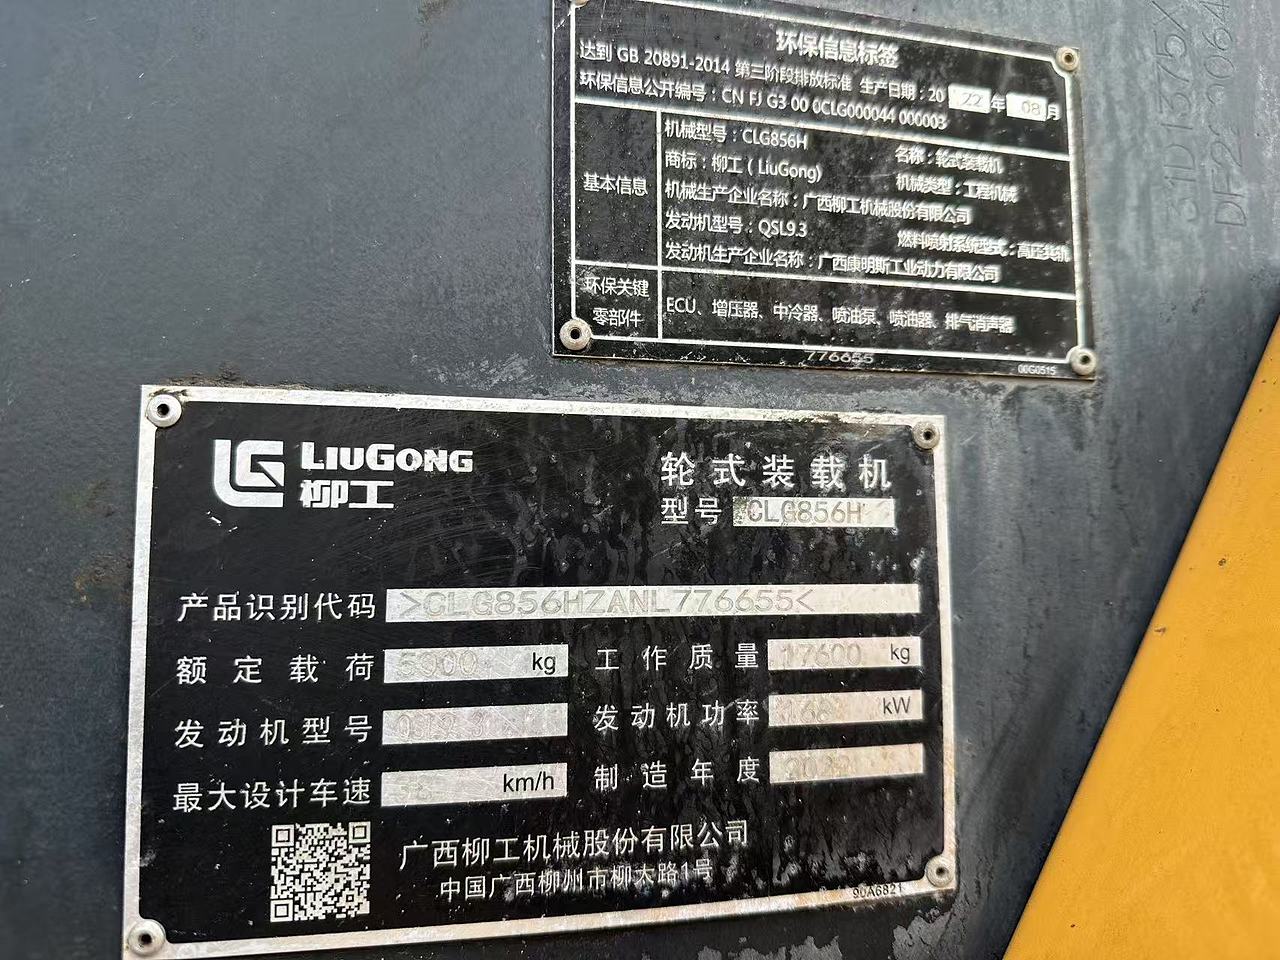 环保信息标签
达到 GB 20891-2014 第三阶段排放标准 生产日期：20 22 年 08 月
环保信息公开编号：CN FJ G3 00 0CLG000044 000003
基本信息
机械型号：CLG856H 名称：轮式装载机
商标：柳工（LiuGong） 机械类型：工程机械
机械生产企业名称：广西柳工机械股份有限公司
发动机型号：QSL9.3 燃料喷射系统型式：高压共轨
发动机生产企业名称：广西康明斯工业动力有限公司
环保关键
零部件
ECU、增压器、中冷器、喷油泵、喷油器、排气消声器
776655
00G0515
31D1375X
LIUGONG
柳工
轮式装载机
型号 CLG856H
产品识别代码 >CLG856HZANL776655<
额定载荷 5000 kg 工作质量 17600 kg
发动机型号 QSL9.3 发动机功率 kW
最大设计车速 km/h 制造年度 2022
广西柳工机械股份有限公司
中国广西柳州市柳太路1号
90A6821